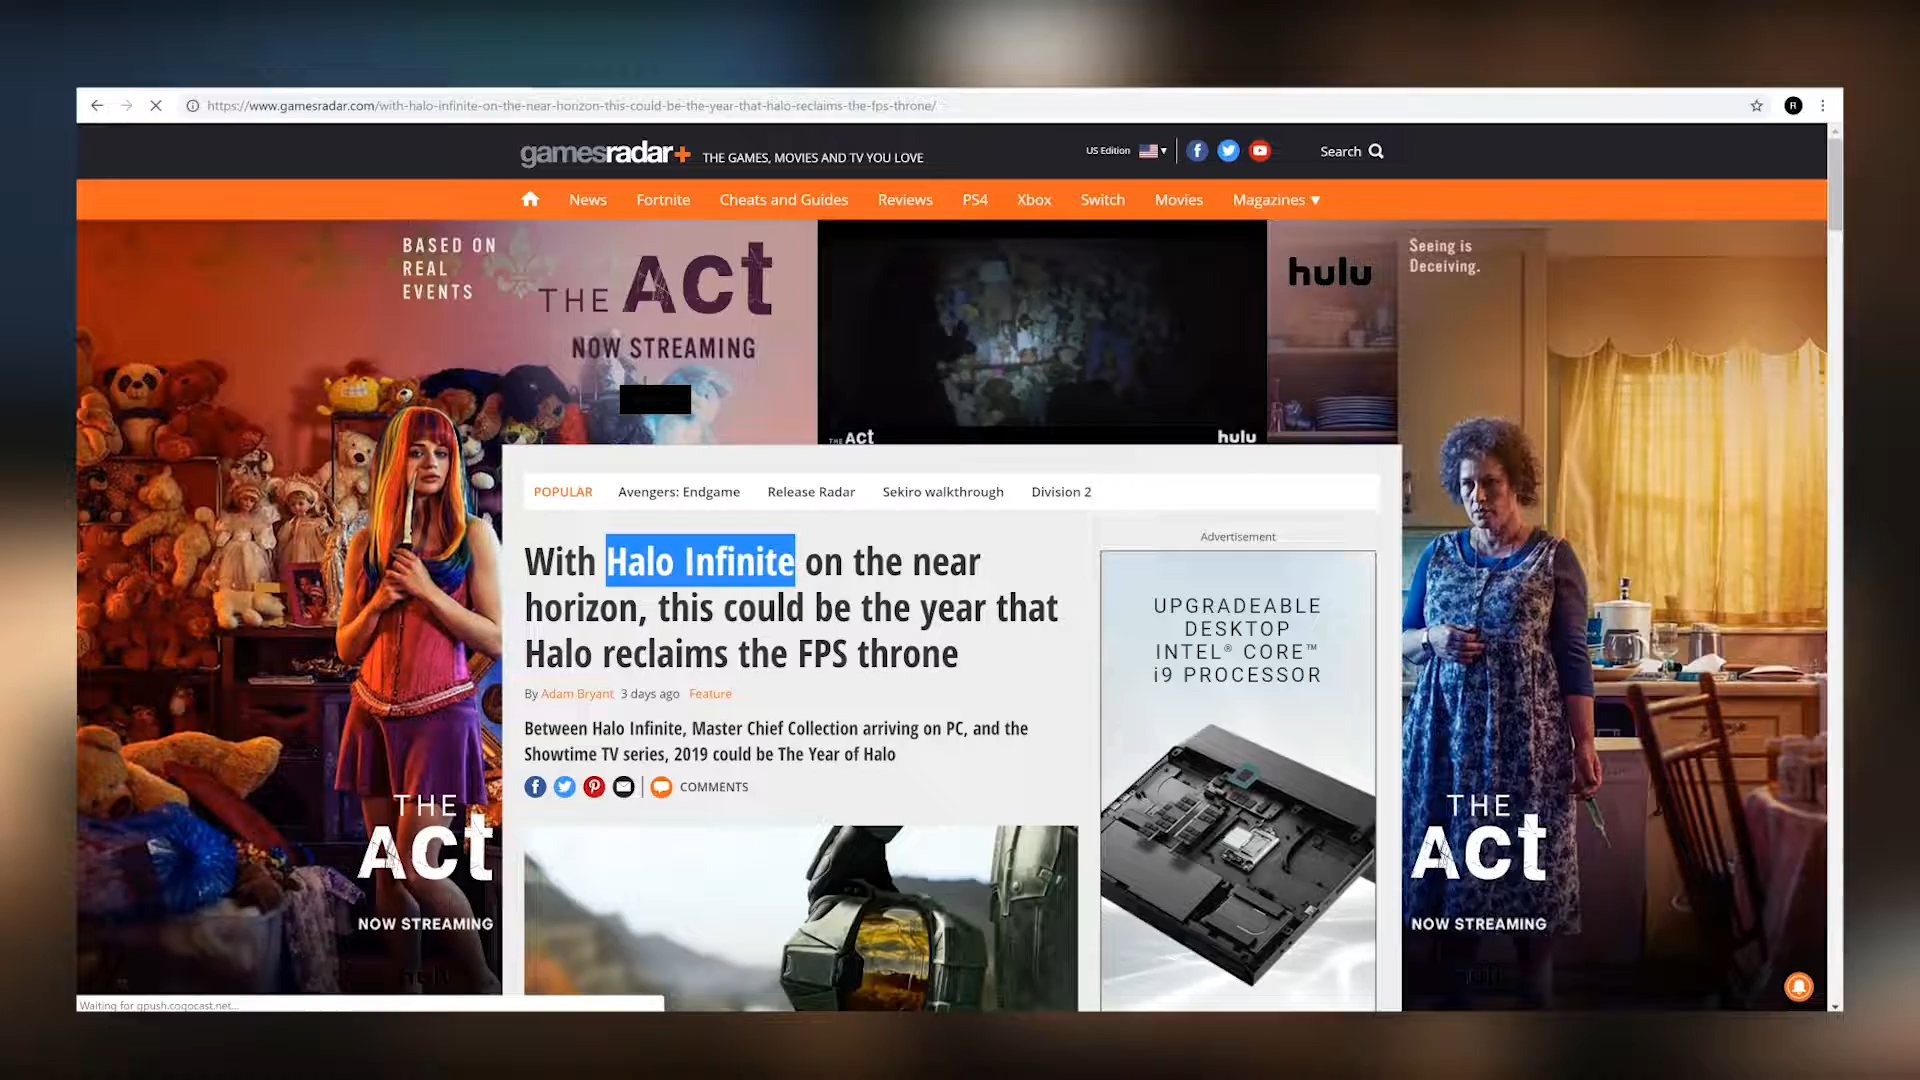 https://www.gamesradar.com/with-halo-infinite-on-the-near-horizon-this-could-be-the-year-that-halo-reclaims-the-fps-throne/
R
gamesradar+ THE GAMES, MOVIES AND TV YOU LOVE
US Edition
Search
News Fortnite Cheats and Guides Reviews PS4 Xbox Switch Movies Magazines
BASED ON
REAL
EVENTS
THE ACT
NOW STREAMING
THE ACT
hulu
hulu
Seeing is
Deceiving.
POPULAR Avengers: Endgame Release Radar Sekiro walkthrough Division 2
With Halo Infinite on the near
horizon, this could be the year that
Halo reclaims the FPS throne
By Adam Bryant 3 days ago Feature
Between Halo Infinite, Master Chief Collection arriving on PC, and the
Showtime TV series, 2019 could be The Year of Halo
COMMENTS
Advertisement
UPGRADEABLE
DESKTOP
INTEL® CORE™
i9 PROCESSOR
THE
ACT
NOW STREAMING
hulu
THE
ACT
NOW STREAMING
hulu
Waiting for gpush.cogocast.net...